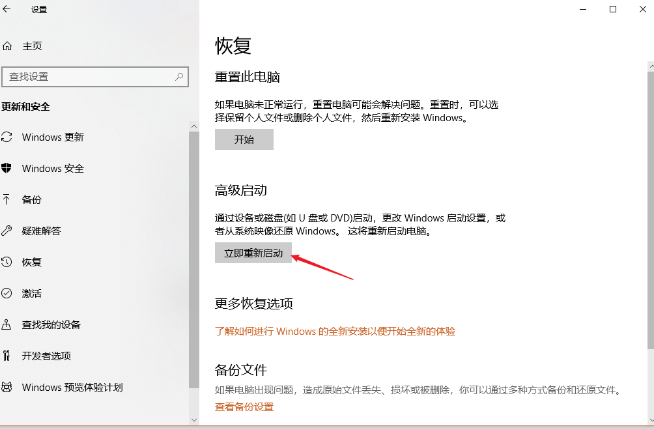 设置
主页
查找设置
更新和安全
Windows 更新
Windows 安全
备份
疑难解答
恢复
激活
查找我的设备
开发者选项
Windows 预览体验计划
恢复
重置此电脑
如果电脑未正常运行，重置电脑可能会解决问题。重置时，可以选
择保留个人文件或删除个人文件，然后重新安装 Windows。
开始
高级启动
通过设备或磁盘(如 U 盘或 DVD)启动，更改 Windows 启动设置，或
者从系统映像还原 Windows。 这将重新启动电脑。
立即重新启动
更多恢复选项
了解如何进行 Windows 的全新安装以便开始全新的体验
备份文件
如果电脑出现问题，造成原始文件丢失、损坏或被删除，你可以通过多种方式备份和还原文件。
查看备份设置